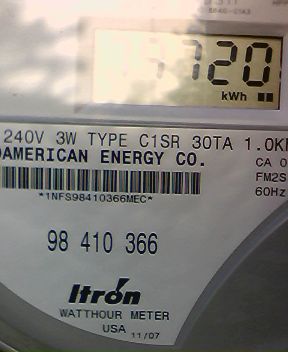 720
kWh
240V 3W TYPE C1SR 30TA 1.0K
AMERICAN ENERGY CO.
CA 0
FM2S
60Hz
*1NFS98410366MEC*
98 410 366
Itron
WATTHOUR METER
USA 11/07